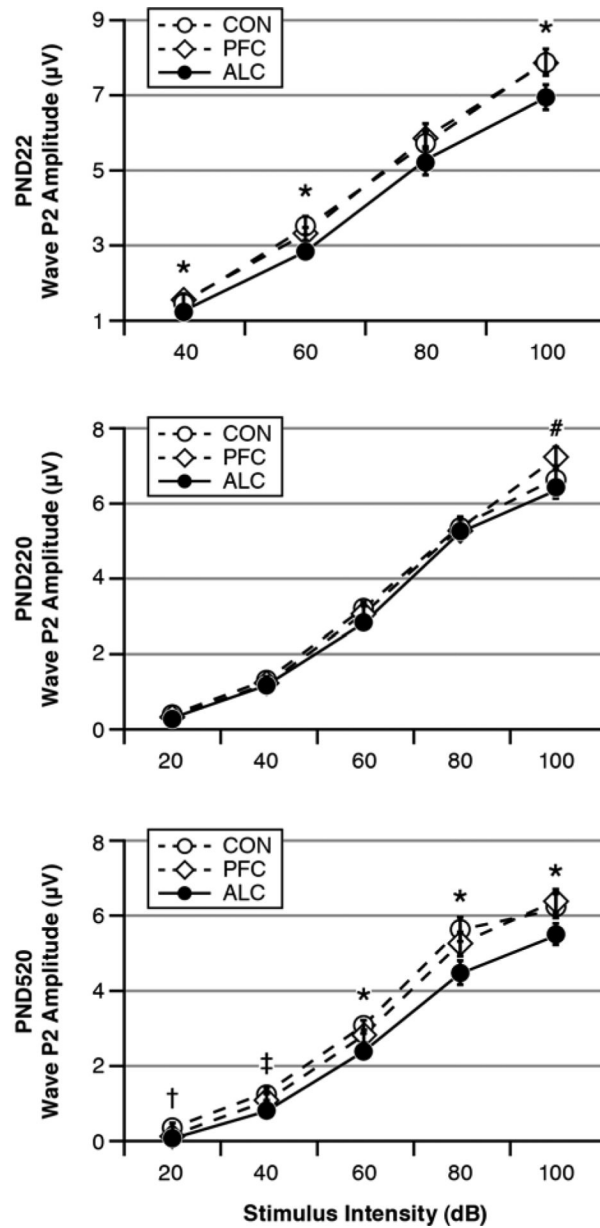 PND22
Wave P2 Amplitude (μV)
9
7
5
3
1
CON
PFC
ALC
*
*
*
40 60 80 100
PND220
Wave P2 Amplitude (μV)
8
6
4
2
0
CON
PFC
ALC
#
20 40 60 80 100
PND520
Wave P2 Amplitude (μV)
8
6
4
2
0
CON
PFC
ALC
†
‡
*
*
*
20 40 60 80 100
Stimulus Intensity (dB)